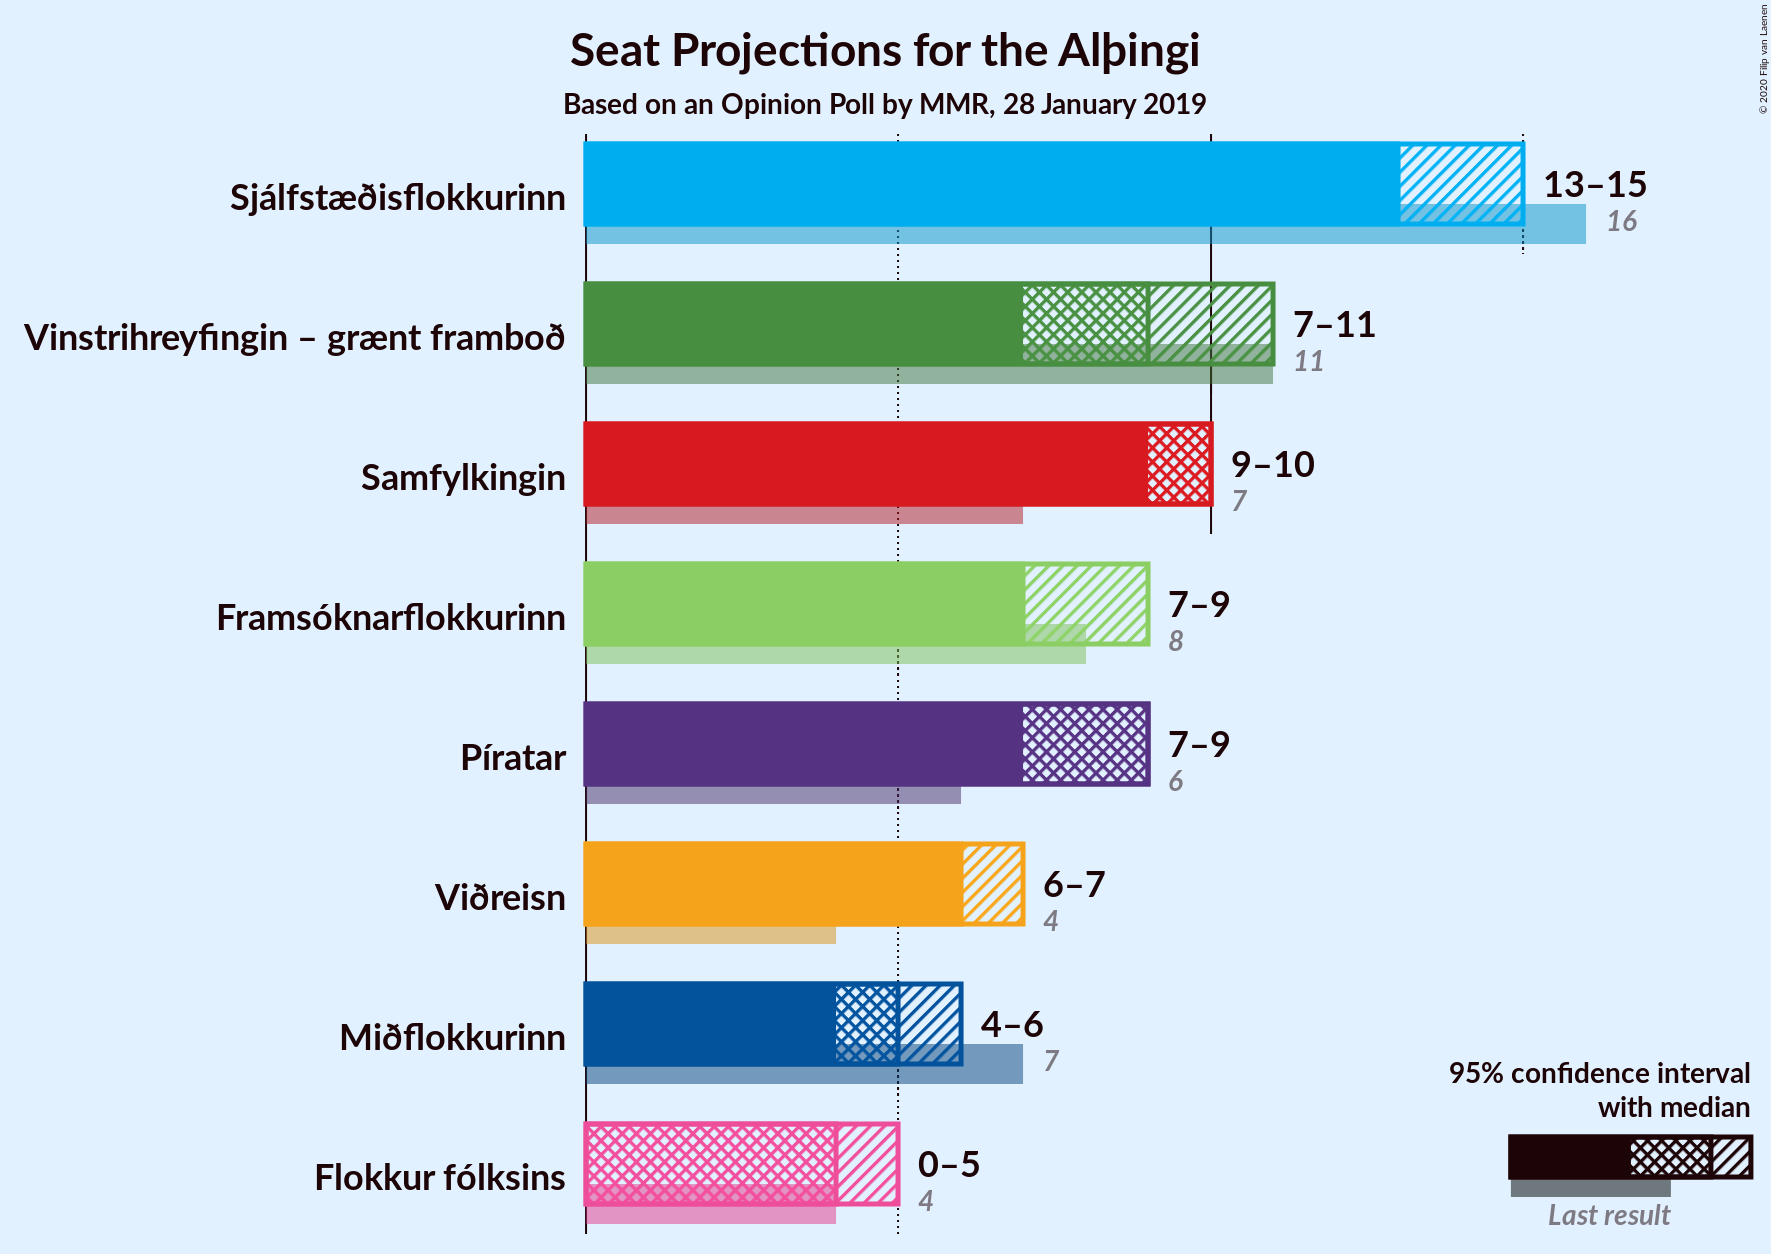 Seat Projections for the Alþingi
Based on an Opinion Poll by MMR, 28 January 2019
© 2020 Filip van Laenen
Sjálfstæðisflokkurinn
13–15
16
Vinstrihreyfingin – grænt framboð
7–11
11
Samfylkingin
9–10
7
Framsóknarflokkurinn
7–9
8
Píratar
7–9
6
Viðreisn
6–7
4
Miðflokkurinn
4–6
7
Flokkur fólksins
0–5
4
95% confidence interval
with median
Last result